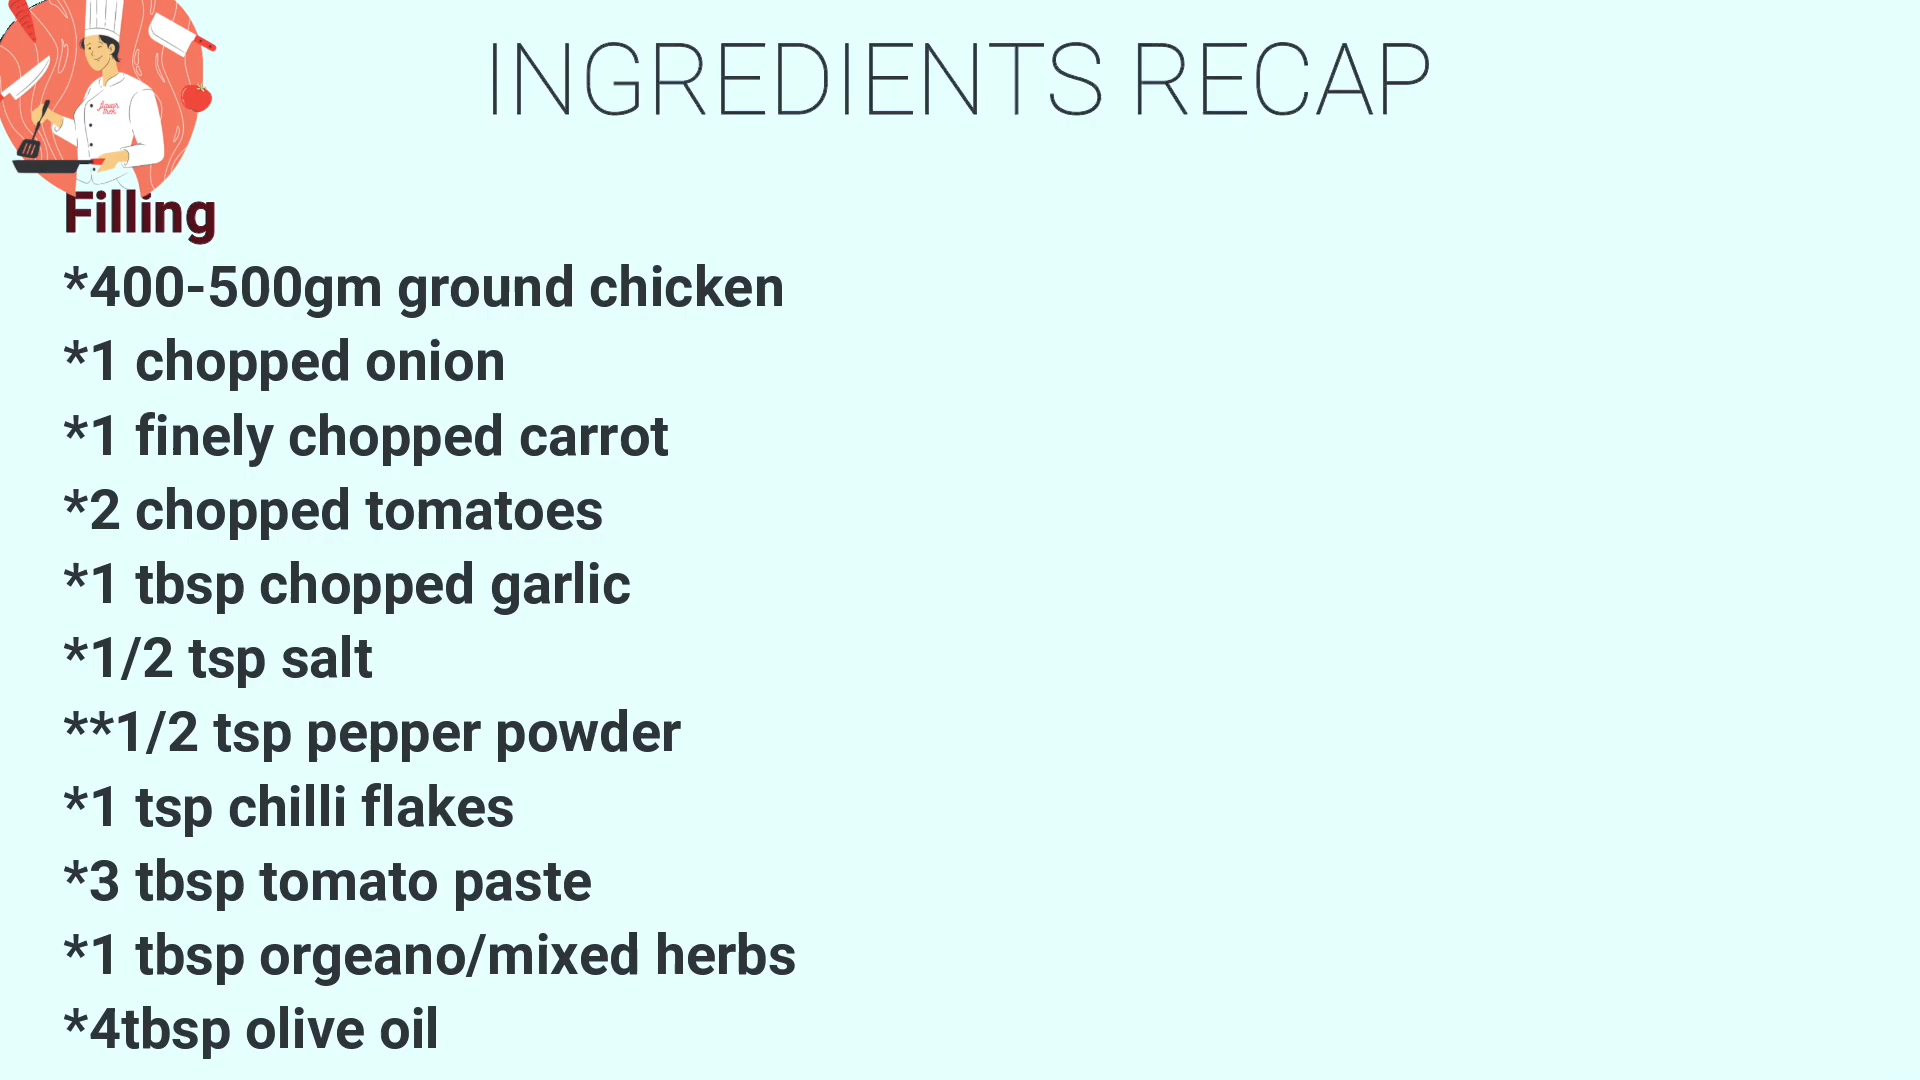 INGREDIENTS RECAP
Filling
*400-500gm ground chicken
*1 chopped onion
*1 finely chopped carrot
*2 chopped tomatoes
*1 tbsp chopped garlic
*1/2 tsp salt
**1/2 tsp pepper powder
*1 tsp chilli flakes
*3 tbsp tomato paste
*1 tbsp orgeano/mixed herbs
*4tbsp olive oil